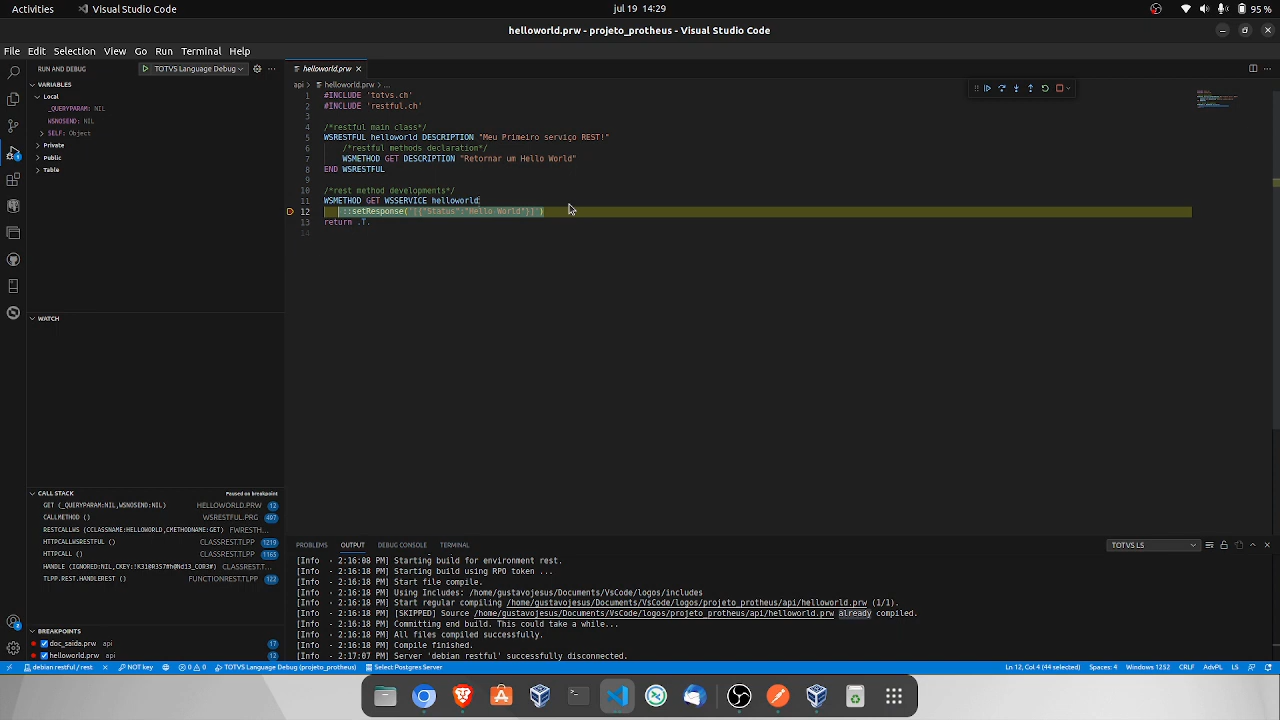 Activities
Visual Studio Code
jul 19 14:29
95 %
helloworld.prw - projeto_protheus - Visual Studio Code
File Edit Selection View Go Run Terminal Help
RUN AND DEBUG
TOTVS Language Debug
helloworld.prw
VARIABLES
Local
_QUERYPARAM: NIL
WSNOSEND: NIL
SELF: Object
Private
Public
Table
WATCH
api > helloworld.prw > ...
1 #INCLUDE 'totvs.ch'
2 #INCLUDE 'restful.ch'
3
4 /*restful main class*/
5 WSRESTFUL helloworld DESCRIPTION "Meu Primeiro serviço REST!"
6 /*restful methods declaration*/
7 WSMETHOD GET DESCRIPTION "Retornar um Hello World"
8 END WSRESTFUL
9
10 /*rest method developments*/
11 WSMETHOD GET WSSERVICE helloworld
12 ::setResponse('[{"Status":"Hello World"}]')
13 return .T.
14
CALL STACK
Paused on breakpoint
GET (_QUERYPARAM:NIL,WSNOSEND:NIL) HELLOWORLD.PRW 12
CALLMETHOD () WSRESTFUL.PRG 497
RESTCALLWS (CCLASSNAME:HELLOWORLD,CMETHODNAME:GET) FWRESTH...
HTTPCALLWSRESTFUL () CLASSREST.TLPP 1219
HTTPCALL () CLASSREST.TLPP 1165
HANDLE (IGNORED:NIL,CKEY:!K31@R3S7#h@Nd13_COR3#) CLASSREST.T...
TLPP.REST.HANDLEREST () FUNCTIONREST.TLPP 122
BREAKPOINTS
doc_saida.prw api 17
helloworld.prw api 12
PROBLEMS OUTPUT DEBUG CONSOLE TERMINAL
TOTVS LS
[Info - 2:16:08 PM] Starting build for environment rest.
[Info - 2:16:18 PM] Starting build using RPO token ...
[Info - 2:16:18 PM] Start file compile.
[Info - 2:16:18 PM] Using Includes: /home/gustavojesus/Documents/VsCode/logos/includes
[Info - 2:16:18 PM] Start regular compiling /home/gustavojesus/Documents/VsCode/logos/projeto_protheus/api/helloworld.prw (1/1).
[Info - 2:16:18 PM] [SKIPPED] Source /home/gustavojesus/Documents/VsCode/logos/projeto_protheus/api/helloworld.prw already compiled.
[Info - 2:16:18 PM] Committing end build. This could take a while...
[Info - 2:16:18 PM] All files compiled successfully.
[Info - 2:16:18 PM] Compile finished.
[Info - 2:17:07 PM] Server 'debian restful' successfully disconnected.
debian restful / rest
NOT key
0 0
TOTVS Language Debug (projeto_protheus)
Select Postgres Server
Ln 12, Col 4 (44 selected)
Spaces: 4
Windows 1252
CRLF
AdvPL
LS